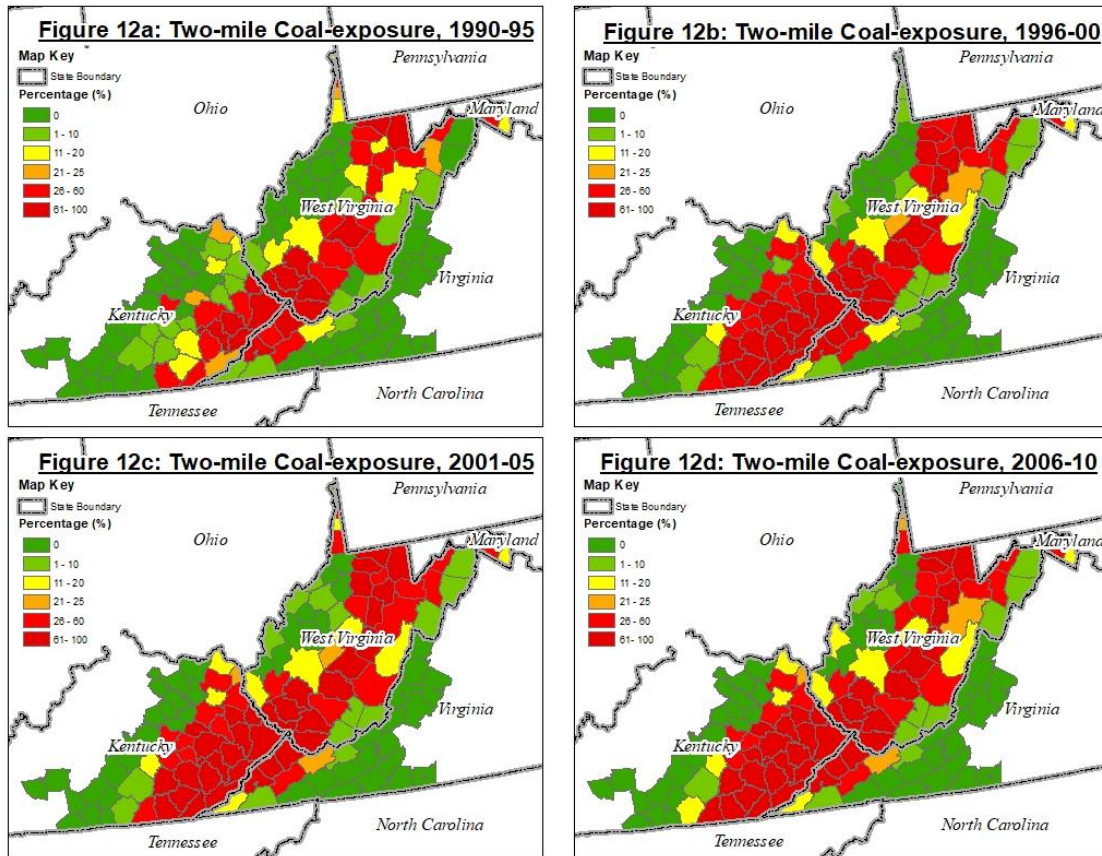 Figure 12a: Two-mile Coal-exposure, 1990-95
Map Key
State Boundary
Percentage (%)
0
1 - 10
11 - 20
21 - 25
26 - 60
61- 100
Pennsylvania
Ohio
Maryland
West Virginia
Virginia
Kentucky
North Carolina
Tennessee
Figure 12b: Two-mile Coal-exposure, 1996-00
Map Key
State Boundary
Percentage (%)
0
1 - 10
11 - 20
21 - 25
26 - 60
61- 100
Pennsylvania
Ohio
Maryland
West Virginia
Virginia
Kentucky
North Carolina
Tennessee
Figure 12c: Two-mile Coal-exposure, 2001-05
Map Key
State Boundary
Percentage (%)
0
1 - 10
11 - 20
21 - 25
26 - 60
61- 100
Pennsylvania
Ohio
Maryland
West Virginia
Virginia
Kentucky
North Carolina
Tennessee
Figure 12d: Two-mile Coal-exposure, 2006-10
Map Key
State Boundary
Percentage (%)
0
1 - 10
11 - 20
21 - 25
26 - 60
61- 100
Pennsylvania
Ohio
Maryland
West Virginia
Virginia
Kentucky
North Carolina
Tennessee